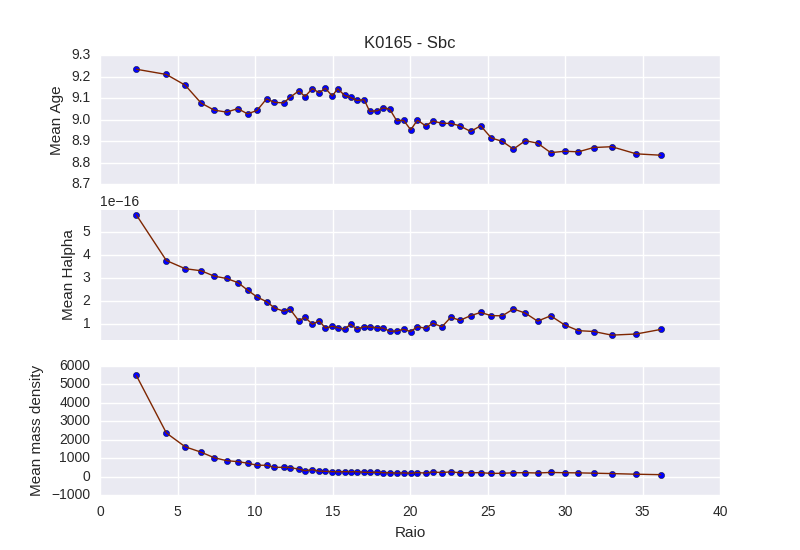 K0165 - Sbc
9.3
9.2
9.1
9.0
8.9
8.8
8.7
Mean Age
1e−16
5
4
3
2
1
Mean Halpha
6000
5000
4000
3000
2000
1000
0
−1000
Mean mass density
0 5 10 15 20 25 30 35 40
Raio